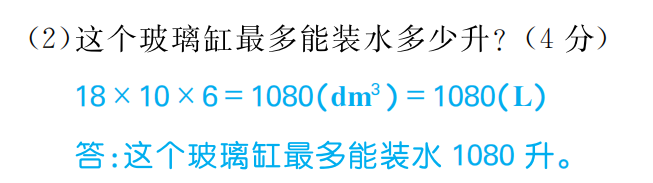 (2)这个玻璃缸最多能装水多少升?(4 分)
18×10×6=1080(dm³)=1080(L)
答:这个玻璃缸最多能装水 1080 升。